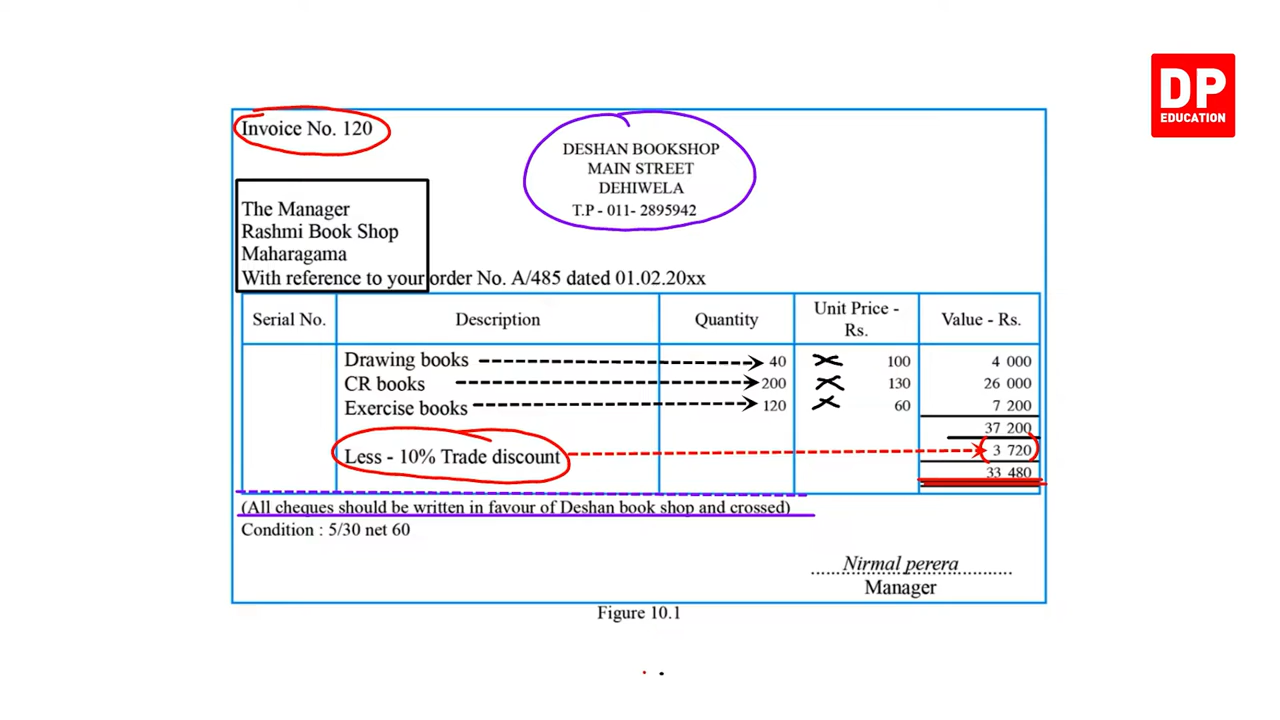 DP
EDUCATION
Invoice No. 120
DESHAN BOOKSHOP
MAIN STREET
DEHIWELA
T.P - 011- 2895942
The Manager
Rashmi Book Shop
Maharagama
With reference to your order No. A/485 dated 01.02.20xx
Serial No. Description Quantity Unit Price - Rs. Value - Rs.
Drawing books 40 × 100 4 000
CR books 200 × 130 26 000
Exercise books 120 × 60 7 200
37 200
Less - 10% Trade discount 3 720
33 480
(All cheques should be written in favour of Deshan book shop and crossed)
Condition : 5/30 net 60
Nirmal perera
Manager
Figure 10.1